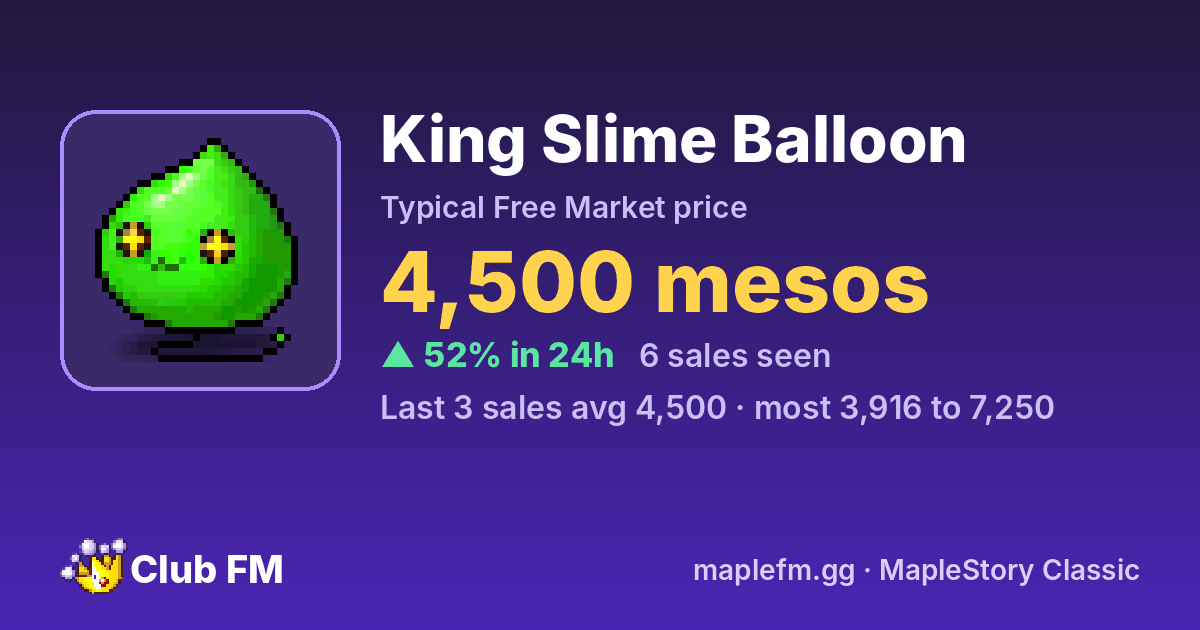 King Slime Balloon
Typical Free Market price
4,500 mesos
▲ 52% in 24h 6 sales seen
Last 3 sales avg 4,500 · most 3,916 to 7,250
Club FM
maplefm.gg · MapleStory Classic